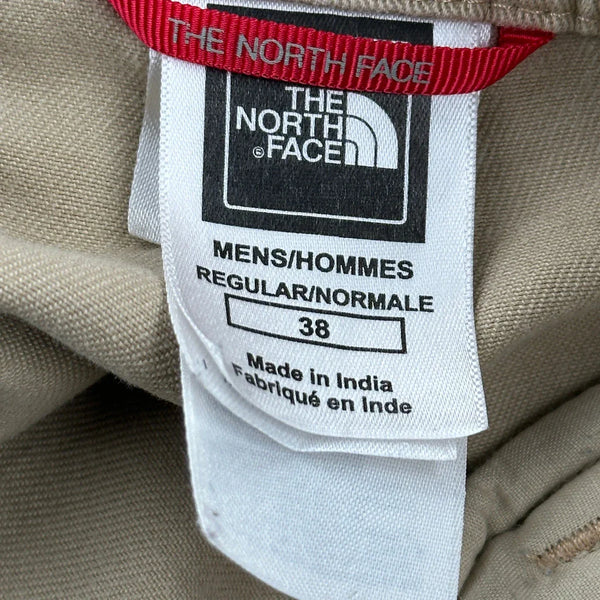 THE NORTH FACE
THE
NORTH
®FACE
MENS/HOMMES
REGULAR/NORMALE
38
Made in India
Fabriqué en Inde